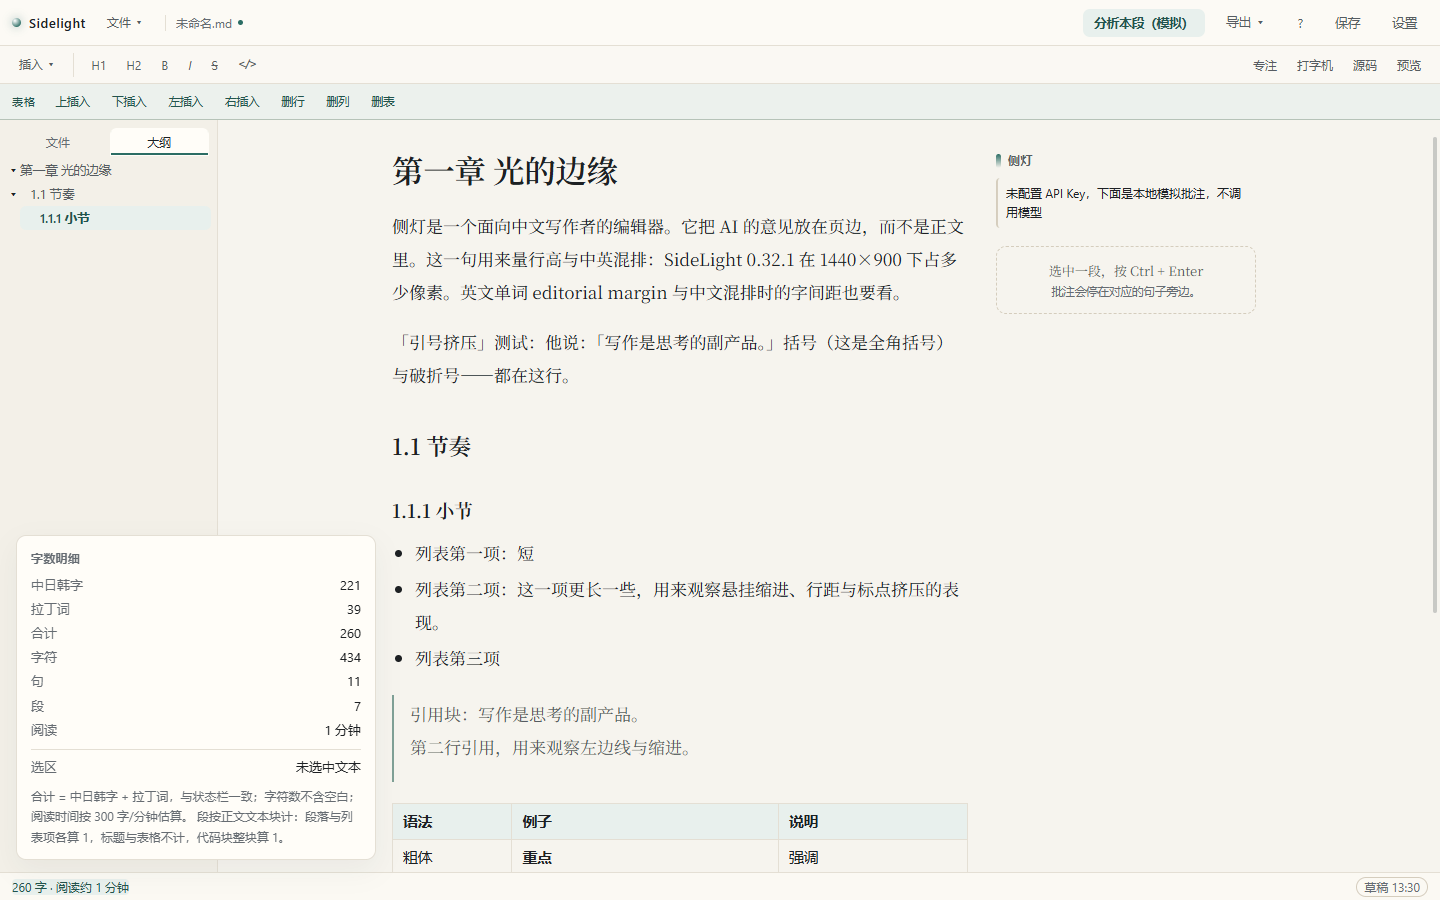 Sidelight 文件 未命名.md 分析本段（模拟） 导出 ? 保存 设置
插入 H1 H2 B I S </> 专注 打字机 源码 预览
表格 上插入 下插入 左插入 右插入 删行 删列 删表
文件 大纲
第一章 光的边缘
1.1 节奏
1.1.1 小节
第一章 光的边缘
侧灯是一个面向中文写作者的编辑器。它把 AI 的意见放在页边，而不是正文
里。这一句用来量行高与中英混排：SideLight 0.32.1 在 1440×900 下占多
少像素。英文单词 editorial margin 与中文混排时的字间距也要看。
「引号挤压」测试：他说：「写作是思考的副产品。」括号（这是全角括号）
与破折号——都在这行。
1.1 节奏
1.1.1 小节
列表第一项：短
列表第二项：这一项更长一些，用来观察悬挂缩进、行距与标点挤压的表
现。
列表第三项
引用块：写作是思考的副产品。
第二行引用，用来观察左边线与缩进。
语法 例子 说明
粗体 重点 强调
侧灯
未配置 API Key，下面是本地模拟批注，不调
用模型
选中一段，按 Ctrl + Enter
批注会停在对应的句子旁边。
字数明细
中日韩字 221
拉丁词 39
合计 260
字符 434
句 11
段 7
阅读 1 分钟
选区 未选中文本
合计 = 中日韩字 + 拉丁词，与状态栏一致；字符数不含空白；
阅读时间按 300 字/分钟估算。 段按正文文本块计：段落与列
表项各算 1，标题与表格不计，代码块整块算 1。
260 字 · 阅读约 1 分钟 草稿 13:30